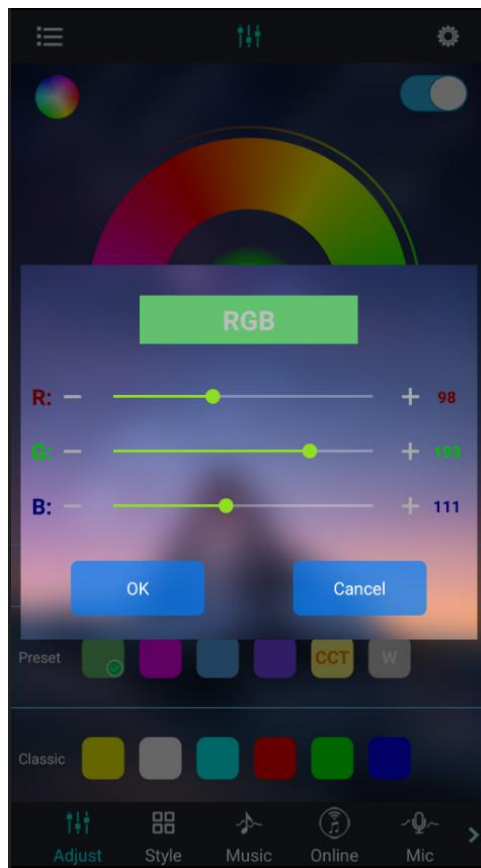 RGB
R: − + 98
G: − + 193
B: − + 111
OK Cancel
Preset CCT W
Classic
Adjust Style Music Online Mic